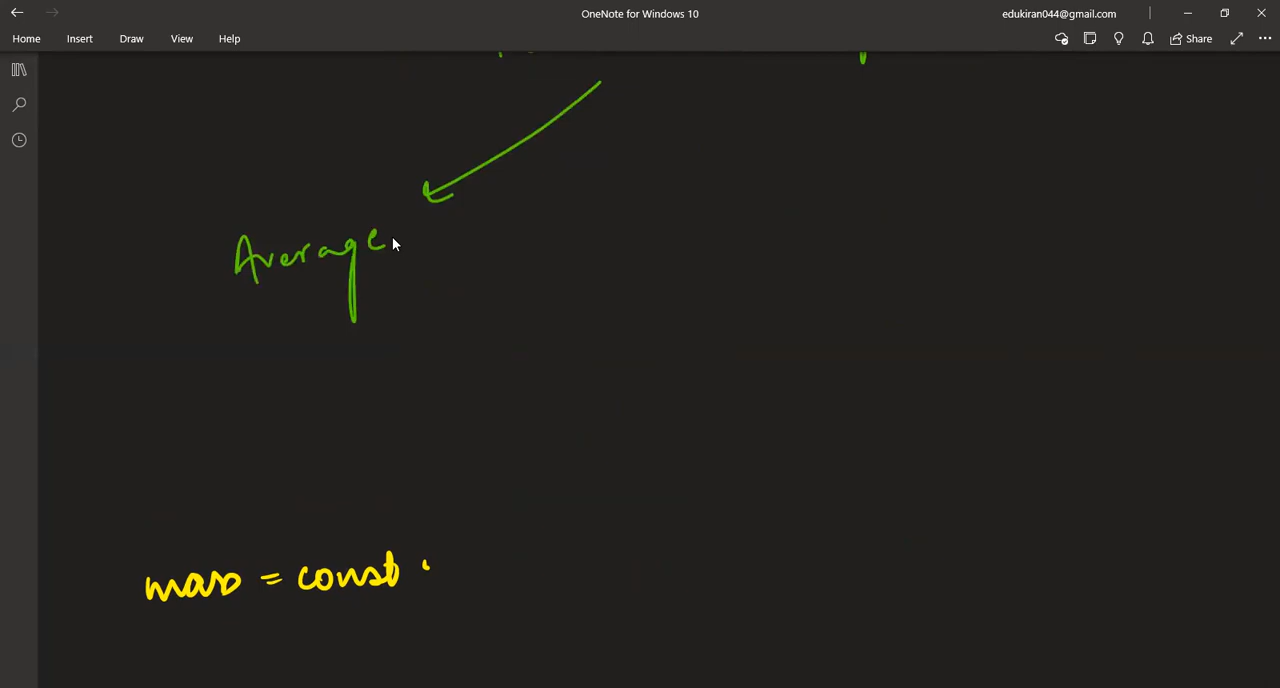 OneNote for Windows 10
edukiran044@gmail.com
Home Insert Draw View Help
Share
Average
mass = const.